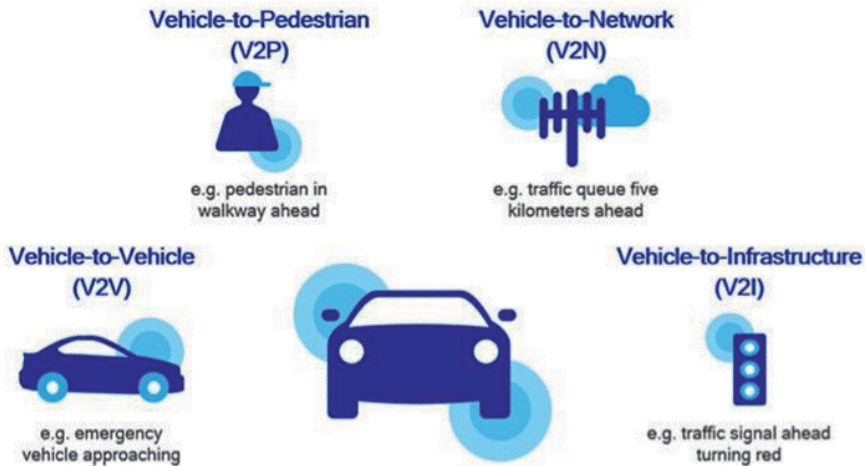 Vehicle-to-Pedestrian
(V2P)
e.g. pedestrian in
walkway ahead
Vehicle-to-Network
(V2N)
e.g. traffic queue five
kilometers ahead
Vehicle-to-Vehicle
(V2V)
e.g. emergency
vehicle approaching
Vehicle-to-Infrastructure
(V2I)
e.g. traffic signal ahead
turning red